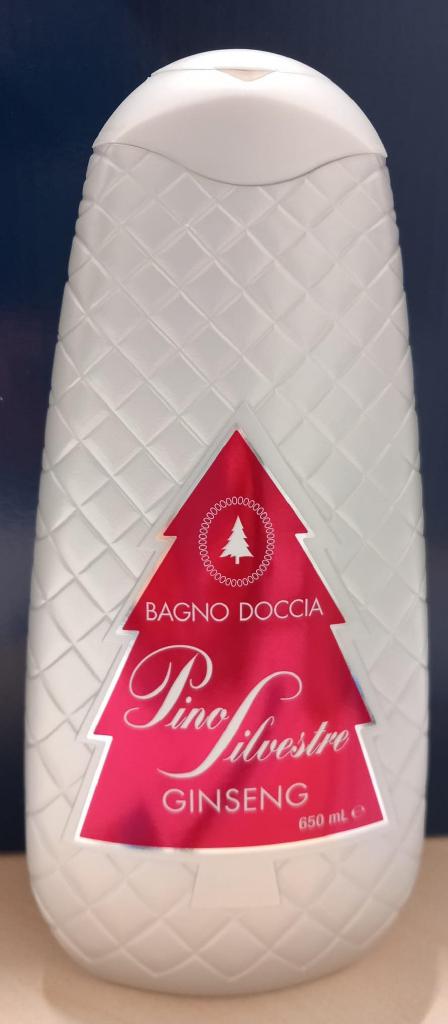 BAGNO DOCCIA
Pino Silvestre
GINSENG
650 mL ℮